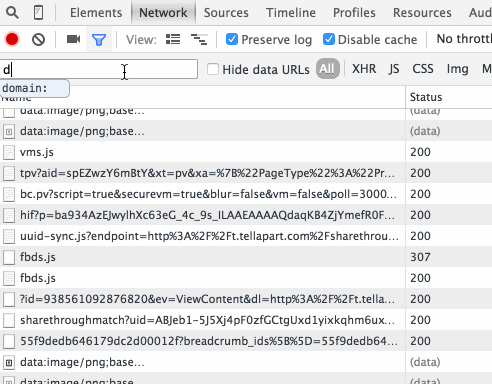 Elements Network Sources Timeline Profiles Resources Aud
View: Preserve log Disable cache No thrott
d Hide data URLs All XHR JS CSS Img M
domain:
Name Status
data:image/png;base… (data)
data:image/png;base… (data)
vms.js 200
tpv?aid=spEZwzY6mBtY&xt=pv&xa=%7B%22PageType%22%3A%22Pr… 200
bc.pv?script=true&securevm=true&blur=false&vm=false&poll=3000… 200
hif?p=ba934AzEJwylhXc63eG_4c_9s_ILAAEAAAAQdaqKB4ZjYmefR0F… 200
uuid-sync.js?endpoint=http%3A%2F%2Ft.tellapart.com%2Fsharethrou… 200
fbds.js 307
fbds.js 200
?id=938561092876820&ev=ViewContent&dl=http%3A%2F%2Ft.tella… 200
sharethroughmatch?uid=ABJeb1-5J5Xj4pF0zfGCtgUxd1yixkqhm6ux… 200
55f9dedb646179dc2d00012f?breadcrumb_ids%5B%5D=55f9dedb64… 200
data:image/png;base… (data)
data:image/png;base… (data)